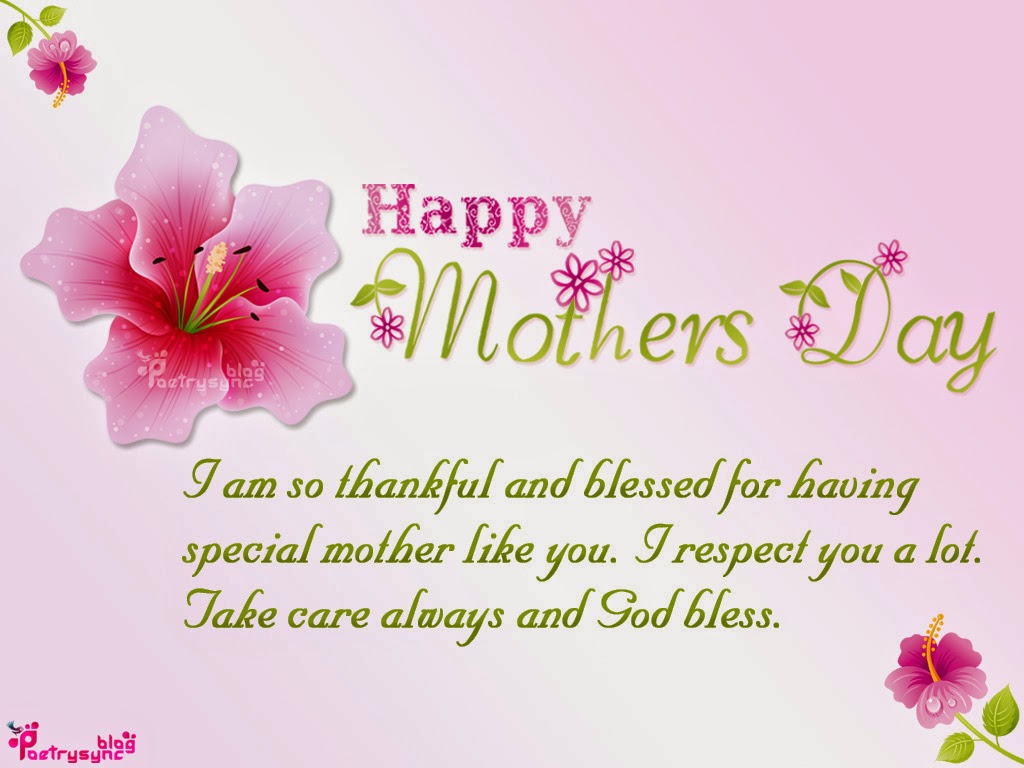 Happy
Mothers Day
Poetrysync blog
I am so thankful and blessed for having
special mother like you. I respect you a lot.
Take care always and God bless.
Poetrysync blog